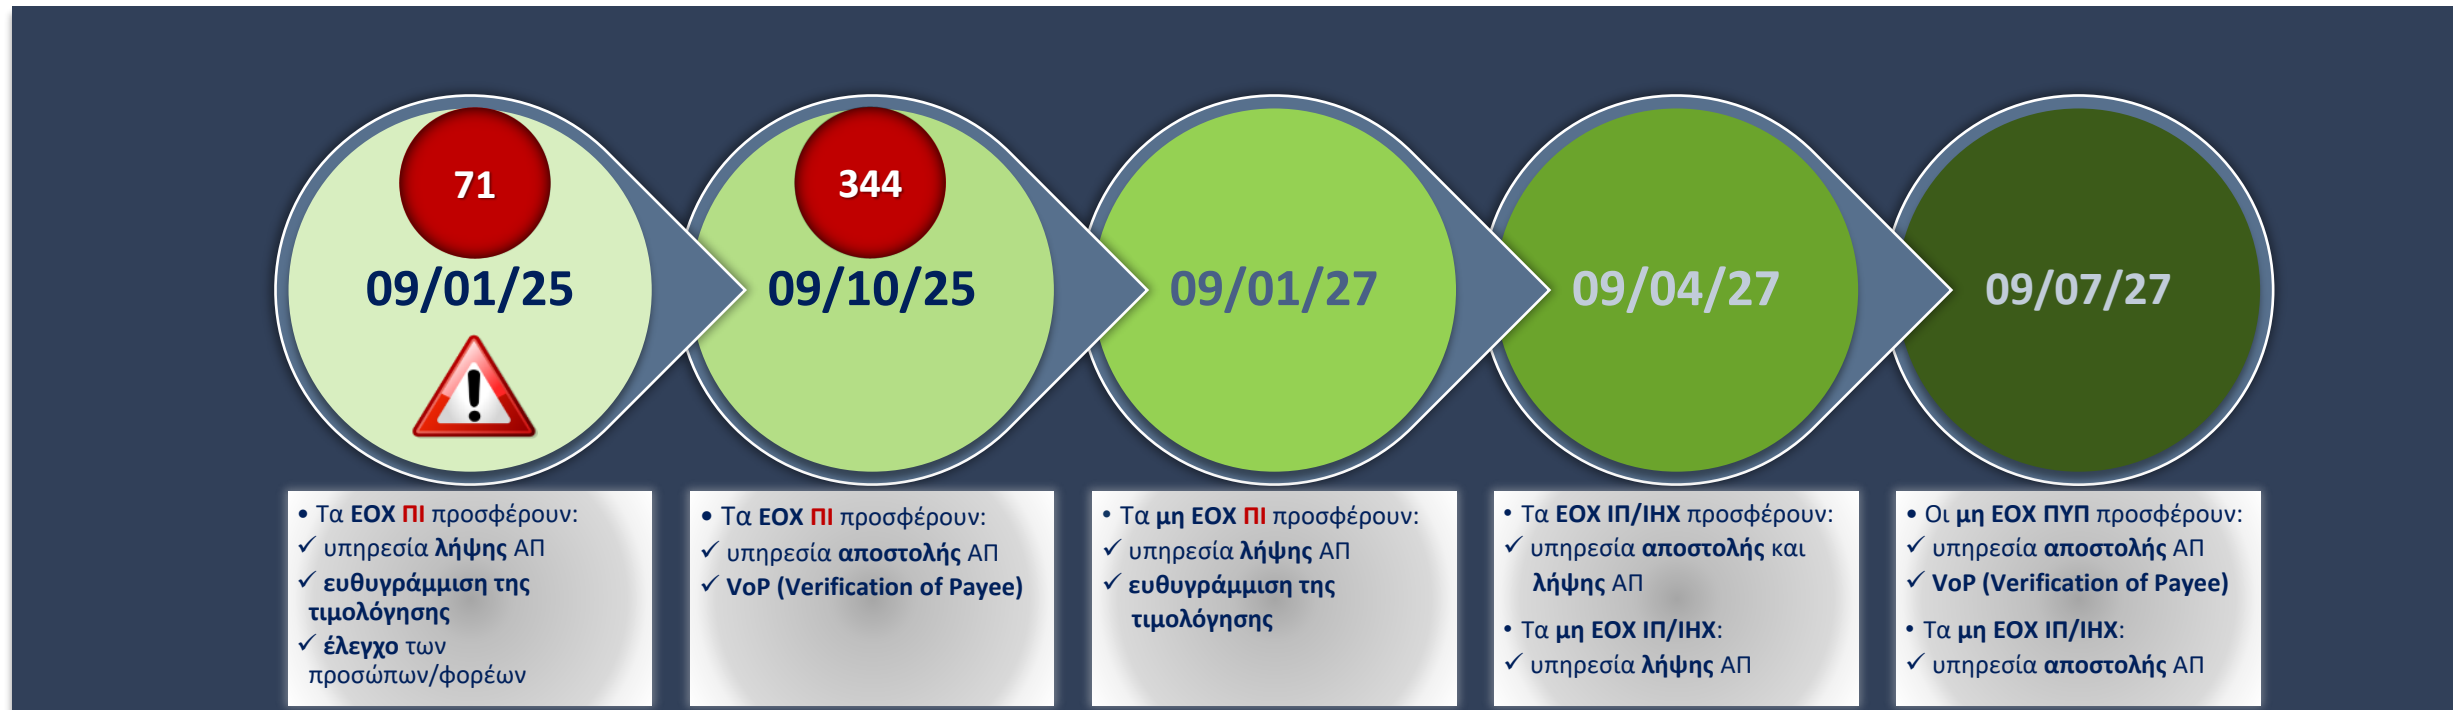 71
09/01/25
344
09/10/25
09/01/27
09/04/27
09/07/27
• Τα ΕΟΧ ΠΙ προσφέρουν:
✓ υπηρεσία λήψης ΑΠ
✓ ευθυγράμμιση της
τιμολόγησης
✓ έλεγχο των
προσώπων/φορέων
• Τα ΕΟΧ ΠΙ προσφέρουν:
✓ υπηρεσία αποστολής ΑΠ
✓ VoP (Verification of Payee)
• Τα μη ΕΟΧ ΠΙ προσφέρουν:
✓ υπηρεσία λήψης ΑΠ
✓ ευθυγράμμιση της
τιμολόγησης
• Τα ΕΟΧ ΙΠ/ΙΗΧ προσφέρουν:
✓ υπηρεσία αποστολής και
λήψης ΑΠ
• Τα μη ΕΟΧ ΙΠ/ΙΗΧ:
✓ υπηρεσία λήψης ΑΠ
• Οι μη ΕΟΧ ΠΥΠ προσφέρουν:
✓ υπηρεσία αποστολής ΑΠ
✓ VoP (Verification of Payee)
• Τα μη ΕΟΧ ΙΠ/ΙΗΧ:
✓ υπηρεσία αποστολής ΑΠ